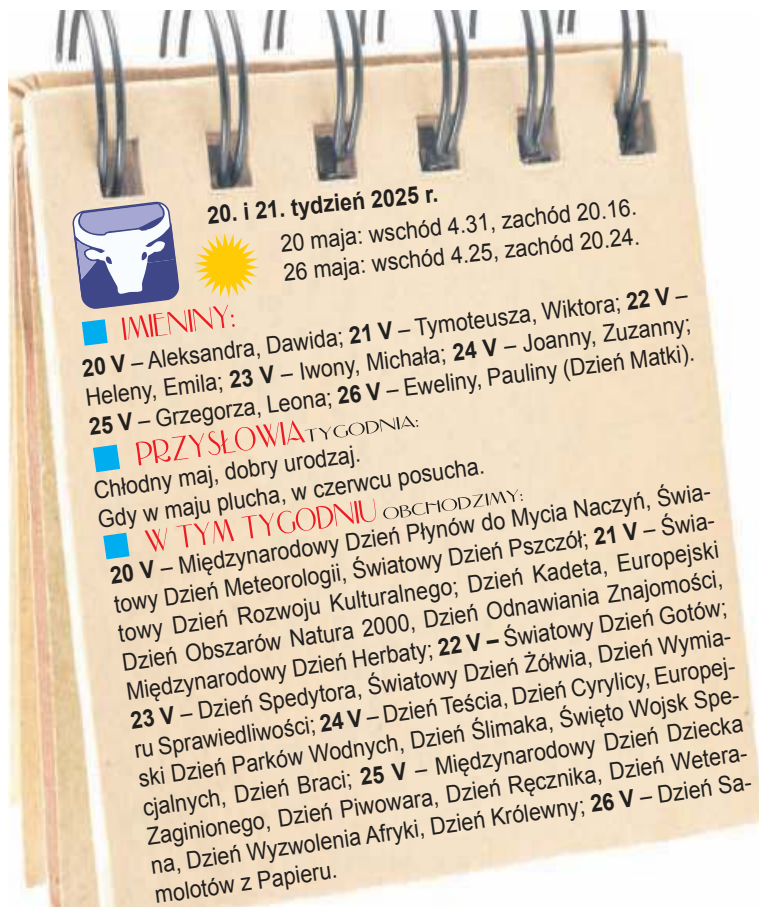 20. i 21. tydzień 2025 r.
20 maja: wschód 4.31, zachód 20.16.
26 maja: wschód 4.25, zachód 20.24.
IMIENINY:
20 V – Aleksandra, Dawida; 21 V – Tymoteusza, Wiktora; 22 V –
Heleny, Emila; 23 V – Iwony, Michała; 24 V – Joanny, Zuzanny;
25 V – Grzegorza, Leona; 26 V – Eweliny, Pauliny (Dzień Matki).
PRZYSŁOWIA TYGODNIA:
Chłodny maj, dobry urodzaj.
Gdy w maju plucha, w czerwcu posucha.
W TYM TYGODNIU OBCHODZIMY:
20 V – Międzynarodowy Dzień Płynów do Mycia Naczyń, Świa-
towy Dzień Meteorologii, Światowy Dzień Pszczół; 21 V – Świa-
towy Dzień Rozwoju Kulturalnego; Dzień Kadeta, Europejski
Dzień Obszarów Natura 2000, Dzień Odnawiania Znajomości,
Międzynarodowy Dzień Herbaty; 22 V – Światowy Dzień Gotów;
23 V – Dzień Spedytora, Światowy Dzień Żółwia, Dzień Wymia-
ru Sprawiedliwości; 24 V – Dzień Teścia, Dzień Cyrylicy, Europej-
ski Dzień Parków Wodnych, Dzień Ślimaka, Święto Wojsk Spe-
cjalnych, Dzień Braci; 25 V – Międzynarodowy Dzień Dziecka
Zaginionego, Dzień Piwowara, Dzień Ręcznika, Dzień Wetera-
na, Dzień Wyzwolenia Afryki, Dzień Królewny; 26 V – Dzień Sa-
molotów z Papieru.